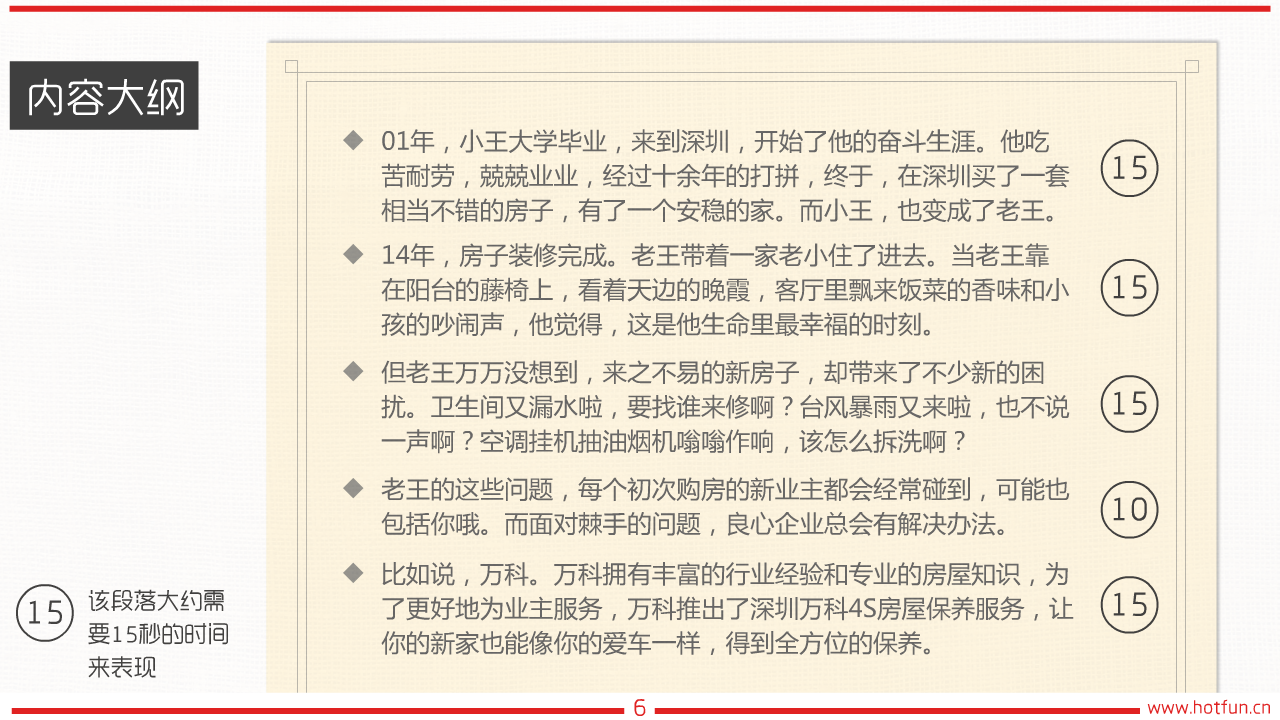 内容大纲
01年，小王大学毕业，来到深圳，开始了他的奋斗生涯。他吃
苦耐劳，兢兢业业，经过十余年的打拼，终于，在深圳买了一套
相当不错的房子，有了一个安稳的家。而小王，也变成了老王。
15
14年，房子装修完成。老王带着一家老小住了进去。当老王靠
在阳台的藤椅上，看着天边的晚霞，客厅里飘来饭菜的香味和小
孩的吵闹声，他觉得，这是他生命里最幸福的时刻。
15
但老王万万没想到，来之不易的新房子，却带来了不少新的困
扰。卫生间又漏水啦，要找谁来修啊？台风暴雨又来啦，也不说
一声啊？空调挂机抽油烟机嗡嗡作响，该怎么拆洗啊？
15
老王的这些问题，每个初次购房的新业主都会经常碰到，可能也
包括你哦。而面对棘手的问题，良心企业总会有解决办法。
10
比如说，万科。万科拥有丰富的行业经验和专业的房屋知识，为
了更好地为业主服务，万科推出了深圳万科4S房屋保养服务，让
你的新家也能像你的爱车一样，得到全方位的保养。
15
15
该段落大约需
要15秒的时间
来表现
6
www.hotfun.cn